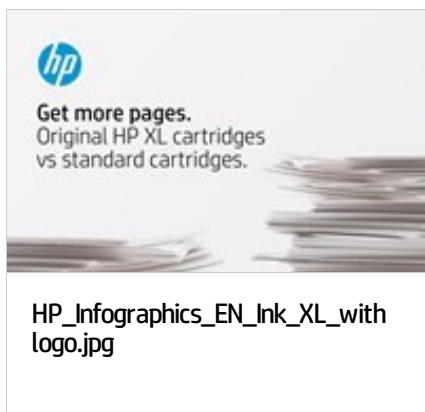 hp
Get more pages.
Original HP XL cartridges
vs standard cartridges.
HP_Infographics_EN_Ink_XL_with
logo.jpg